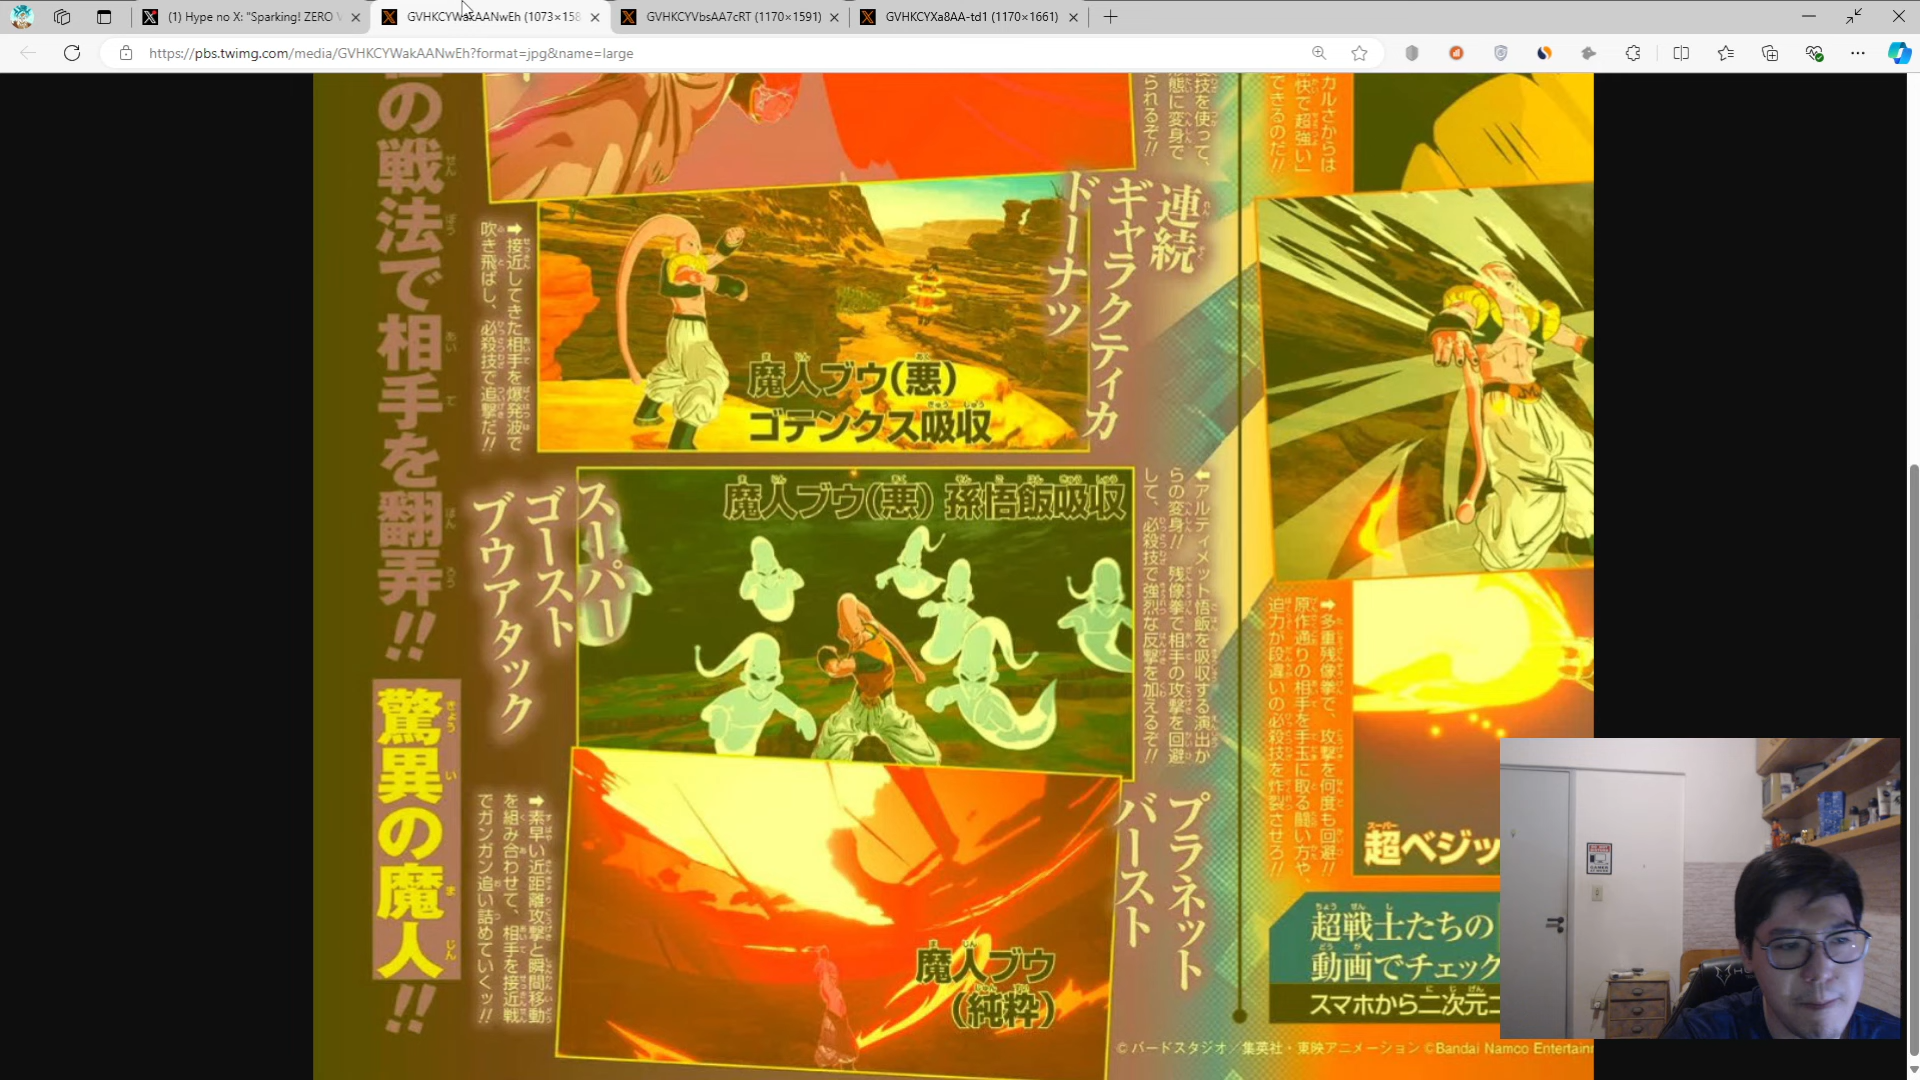 (1) Hype no X: "Sparking! ZERO V
GVHKCYWakAANwEh (1073×158
GVHKCYVbsAA7cRT (1170×1591)
GVHKCYXa8AA-td1 (1170×1661)
https://pbs.twimg.com/media/GVHKCYWakAANwEh?format=jpg&name=large
カルさからは
快で超強い」
できるのだ!!
技を使って、
態に変身で
られるぞ!!
の戦法で相手を翻弄!!
驚異の魔人!!
連続
ギャラクティカ
ドーナツ
➡接近してきた相手を爆発波で
吹き飛ばし、必殺技で追撃だ!!
魔人ブウ(悪)
ゴテンクス吸収
魔人ブウ(悪) 孫悟飯吸収
スーパー
ゴースト
ブウアタック
⬅アルティメット悟飯を吸収する演出か
らの変身!! 残像拳で相手の攻撃を回避
して、必殺技で強烈な反撃を加えるぞ!!
➡多重残像拳で、攻撃を何度も回避!!
原作通りの相手を手玉に取る闘い方や、
迫力が段違いの必殺技を炸裂させろ!!
超ベジッ
プラネット
バースト
➡素早い近距離攻撃と瞬間移動
を組み合わせて、相手を接近戦
でガンガン追い詰めていくッ!!
魔人ブウ
(純粋)
超戦士たちの
動画でチェック
スマホから二次元コ
©バードスタジオ/集英社・東映アニメーション ©Bandai Namco Entertainm